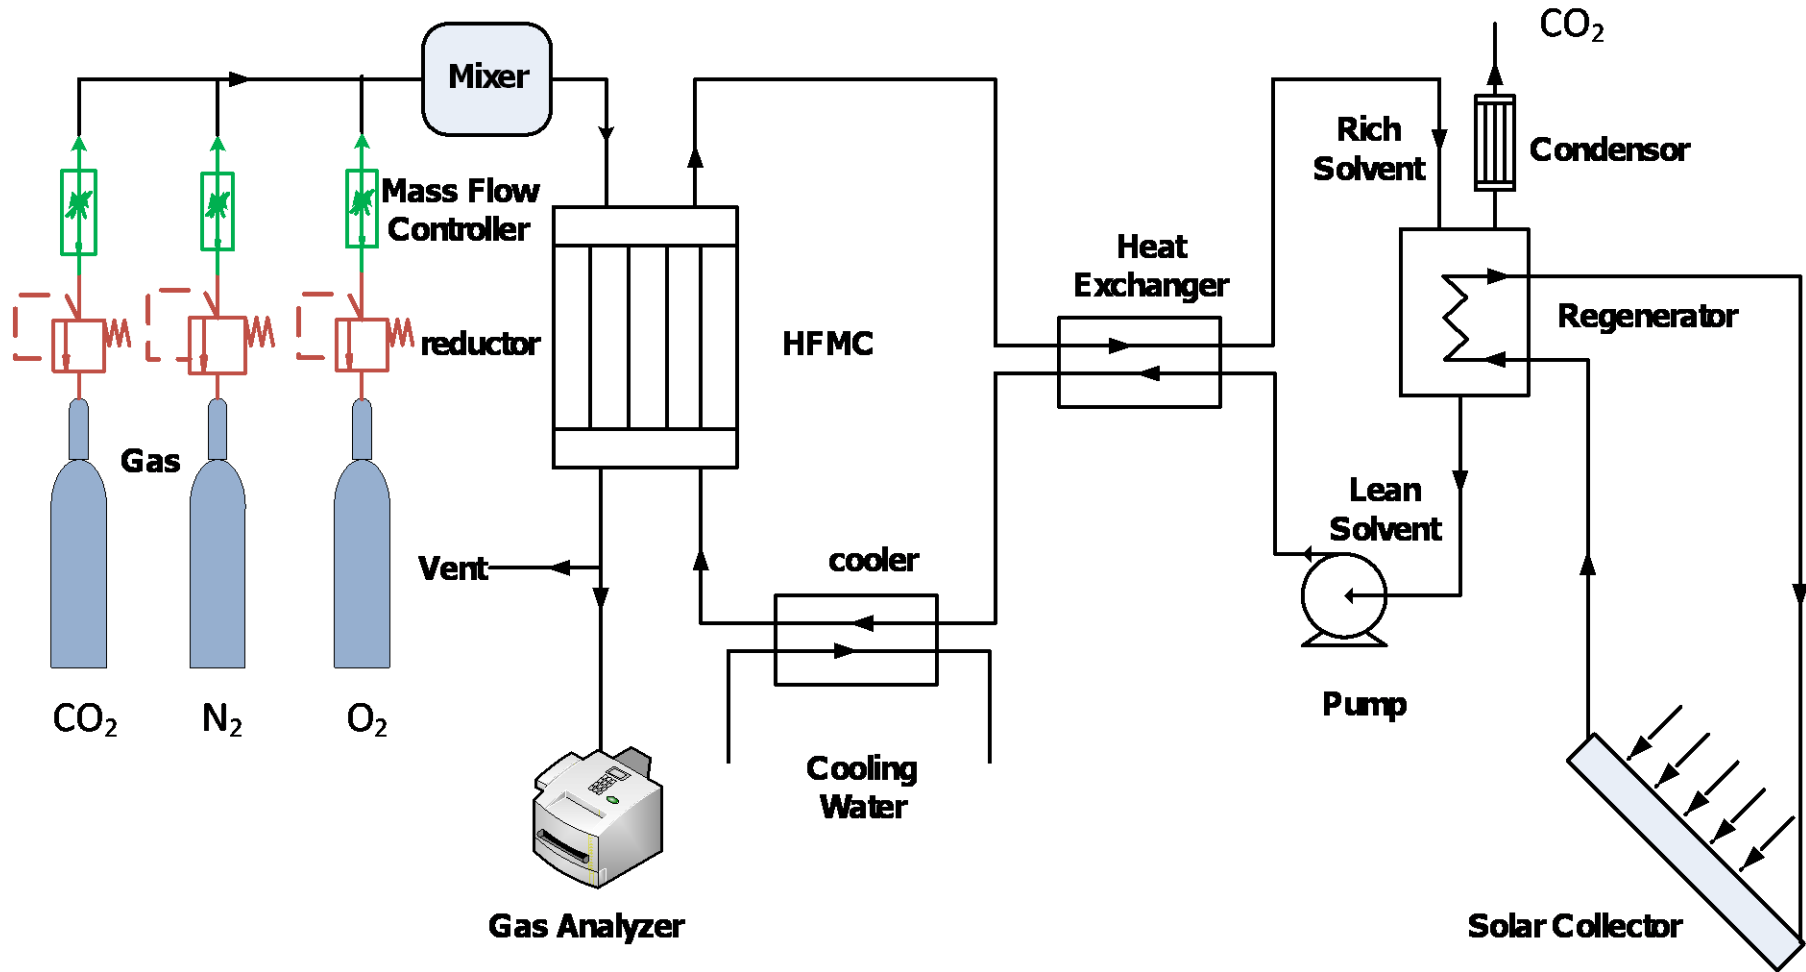 CO₂
Mixer
Rich
Solvent
Condensor
Mass Flow
Controller
Heat
Exchanger
Regenerator
reductor
HFMC
Gas
Lean
Solvent
Vent
cooler
CO₂
N₂
O₂
Pump
Cooling
Water
Gas Analyzer
Solar Collector